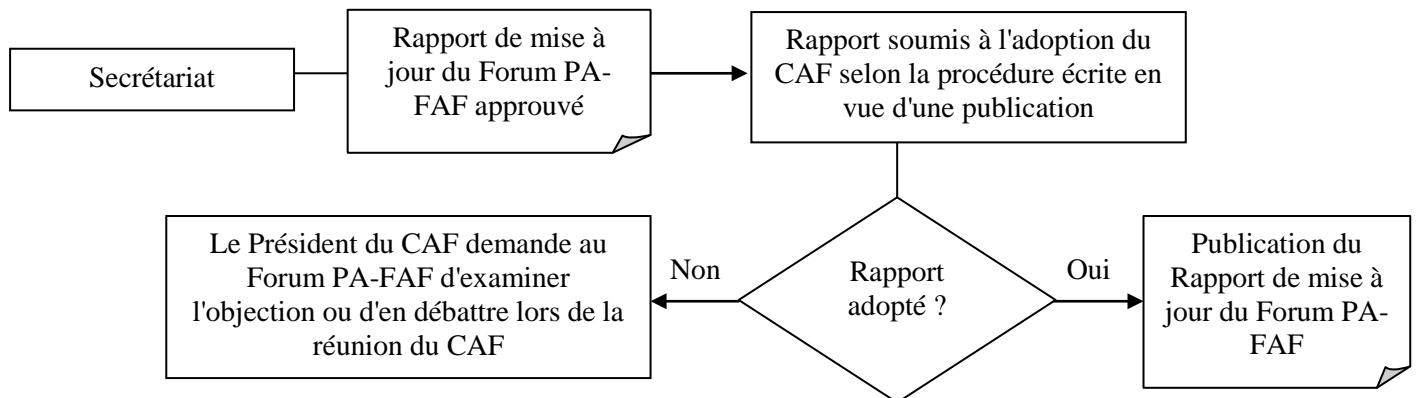 Secrétariat
Rapport de mise à
jour du Forum PA-
FAF approuvé
Rapport soumis à l'adoption du
CAF selon la procédure écrite en
vue d'une publication
Le Président du CAF demande au
Forum PA-FAF d'examiner
l'objection ou d'en débattre lors de la
réunion du CAF
Non
Rapport
adopté ?
Oui
Publication du
Rapport de mise à
jour du Forum PA-
FAF